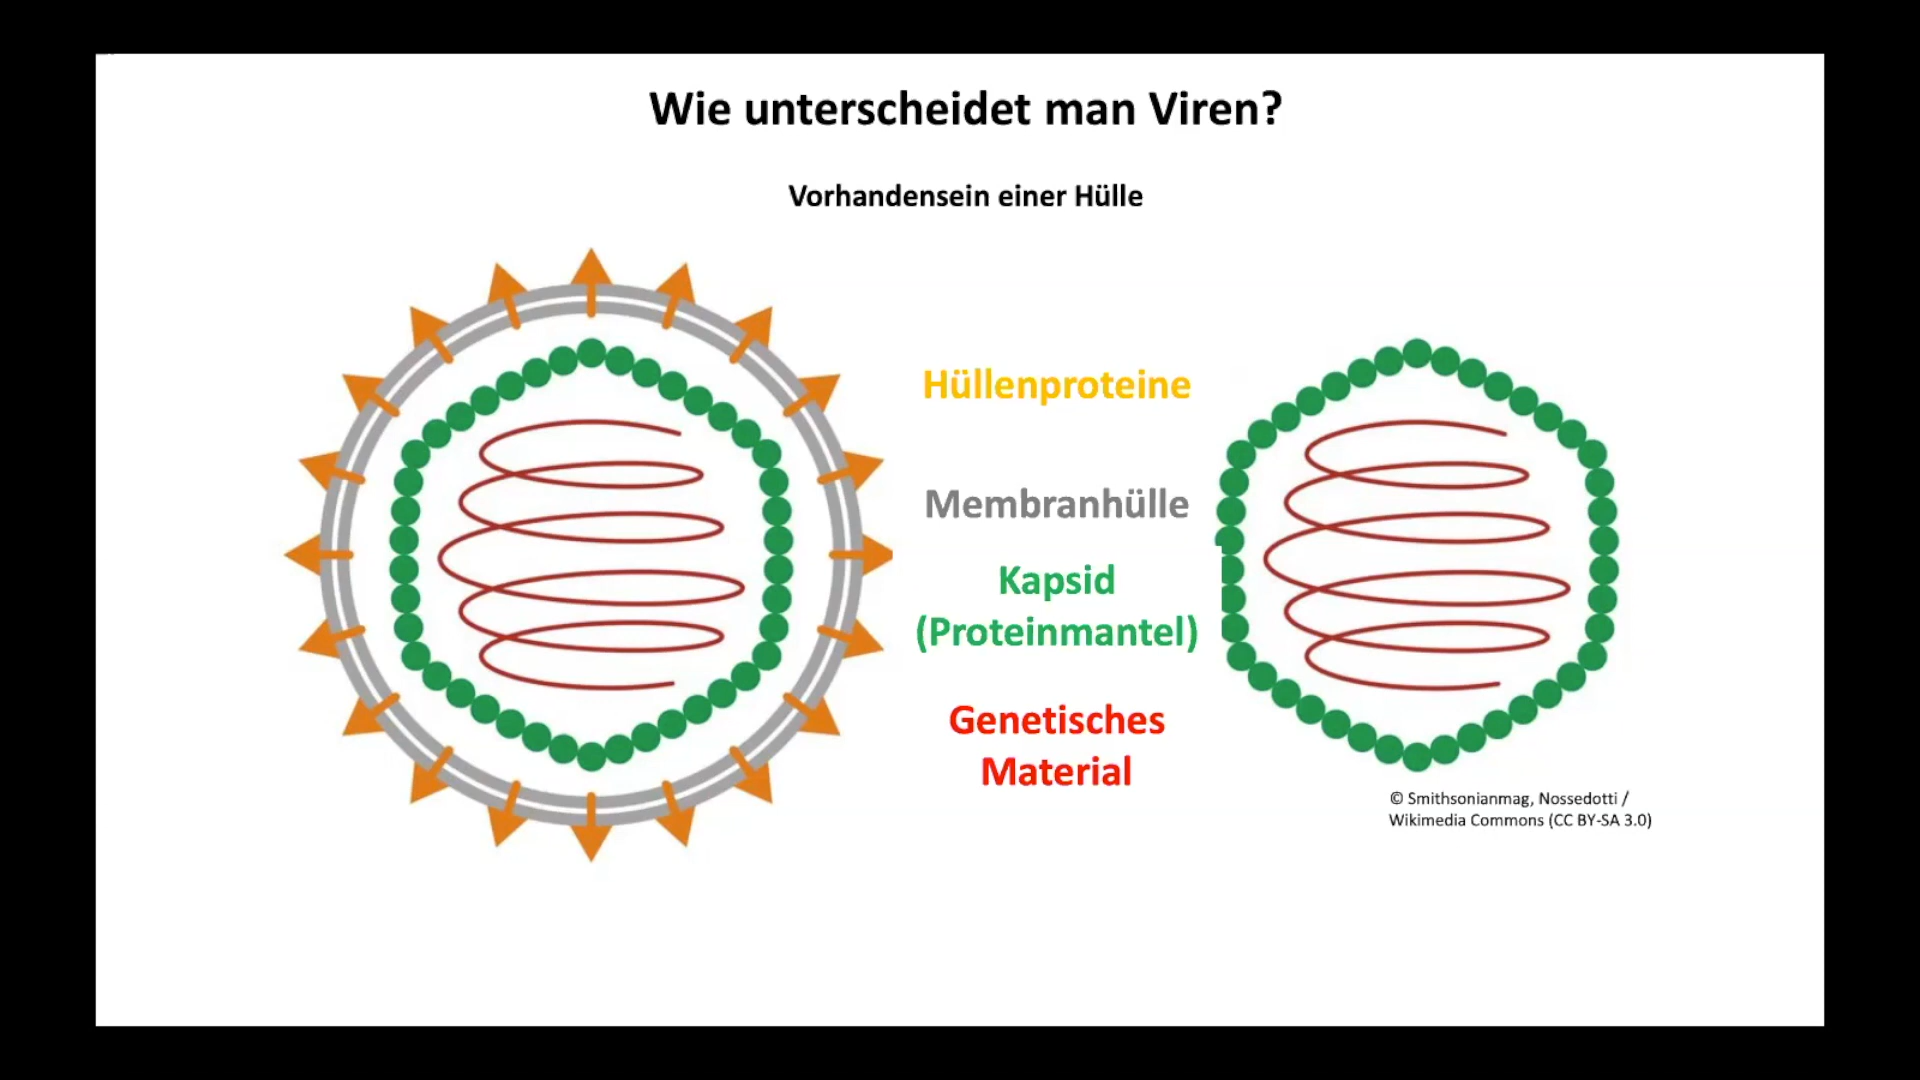 Wie unterscheidet man Viren?
Vorhandensein einer Hülle
Hüllenproteine
Membranhülle
Kapsid
(Proteinmantel)
Genetisches
Material
© Smithsonianmag, Nossedotti /
Wikimedia Commons (CC BY-SA 3.0)